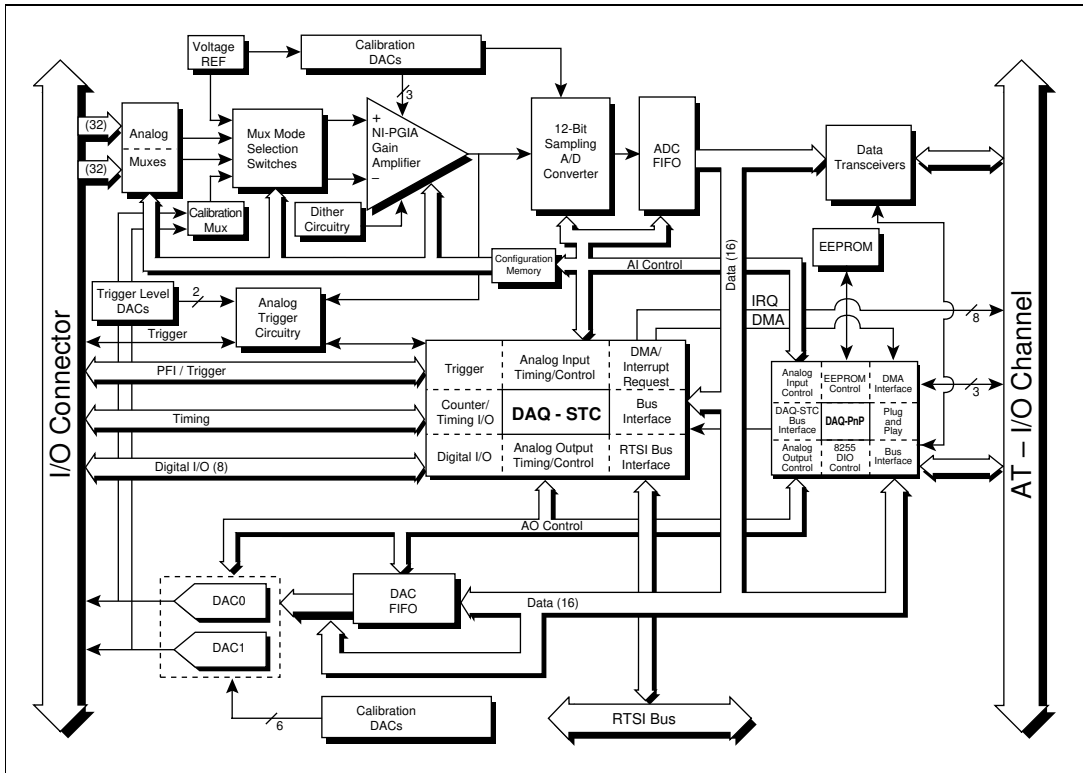 I/O Connector
Voltage
REF
Calibration
DACs
3
(32)
(32)
Analog
Muxes
Mux Mode
Selection
Switches
+
NI-PGIA
Gain
Amplifier
–
12-Bit
Sampling
A/D
Converter
ADC
FIFO
Data
Transceivers
Calibration
Mux
Dither
Circuitry
Configuration
Memory
AI Control
Data (16)
EEPROM
Trigger Level
DACs
2
Analog
Trigger
Circuitry
Trigger
IRQ
DMA
8
PFI / Trigger
Timing
Digital I/O (8)
Trigger
Analog Input
Timing/Control
DMA/
Interrupt
Request
Counter/
Timing I/O
DAQ - STC
Bus
Interface
Digital I/O
Analog Output
Timing/Control
RTSI Bus
Interface
Analog
Input
Control
EEPROM
Control
DMA
Interface
3
DAQ-STC
Bus
Interface
DAQ-PnP
Plug
and
Play
Analog
Output
Control
8255
DIO
Control
Bus
Interface
AT – I/O Channel
AO Control
DAC0
DAC1
DAC
FIFO
Data (16)
6
Calibration
DACs
RTSI Bus